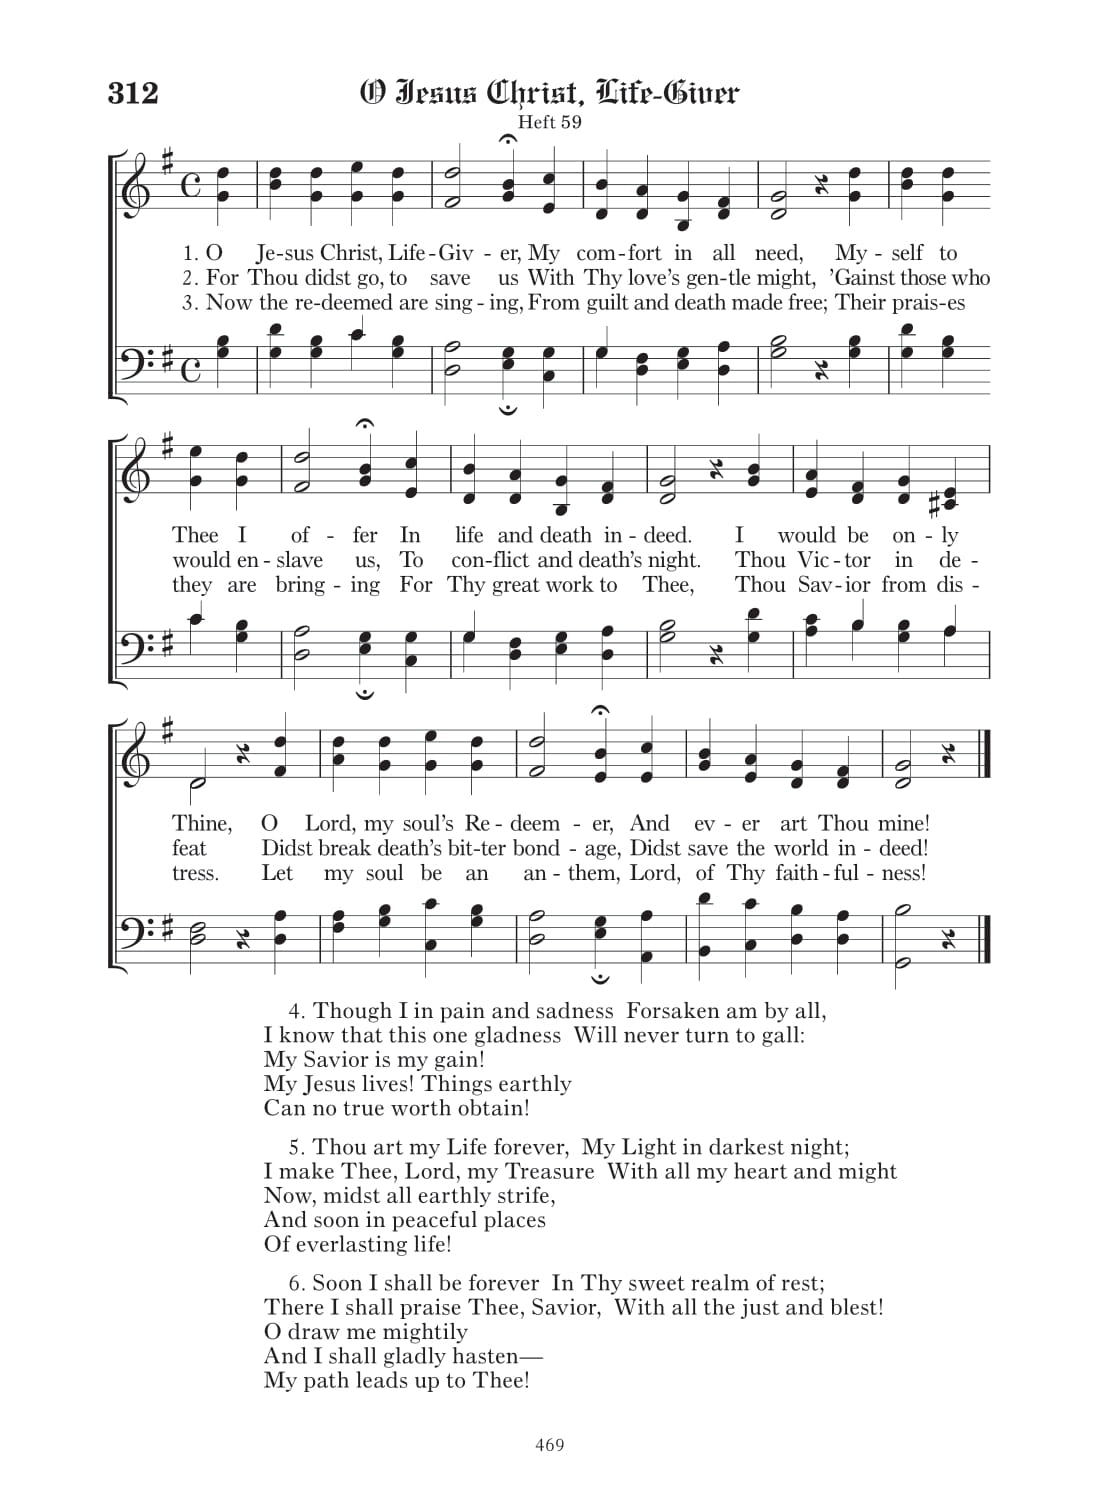 312 O Jesus Christ, Life-Giver
Heft 59
1. O Je-sus Christ, Life-Giv - er, My com-fort in all need, My - self to
2. For Thou didst go, to save us With Thy love's gen-tle might, 'Gainst those who
3. Now the re-deemed are sing - ing, From guilt and death made free; Their prais-es
Thee I of - fer In life and death in - deed. I would be on - ly
would en - slave us, To con-flict and death's night. Thou Vic - tor in de -
they are bring - ing For Thy great work to Thee, Thou Sav-ior from dis -
Thine, O Lord, my soul's Re - deem - er, And ev - er art Thou mine!
feat Didst break death's bit-ter bond - age, Didst save the world in - deed!
tress. Let my soul be an an - them, Lord, of Thy faith - ful - ness!
4. Though I in pain and sadness Forsaken am by all,
I know that this one gladness Will never turn to gall:
My Savior is my gain!
My Jesus lives! Things earthly
Can no true worth obtain!
5. Thou art my Life forever, My Light in darkest night;
I make Thee, Lord, my Treasure With all my heart and might
Now, midst all earthly strife,
And soon in peaceful places
Of everlasting life!
6. Soon I shall be forever In Thy sweet realm of rest;
There I shall praise Thee, Savior, With all the just and blest!
O draw me mightily
And I shall gladly hasten—
My path leads up to Thee!
469